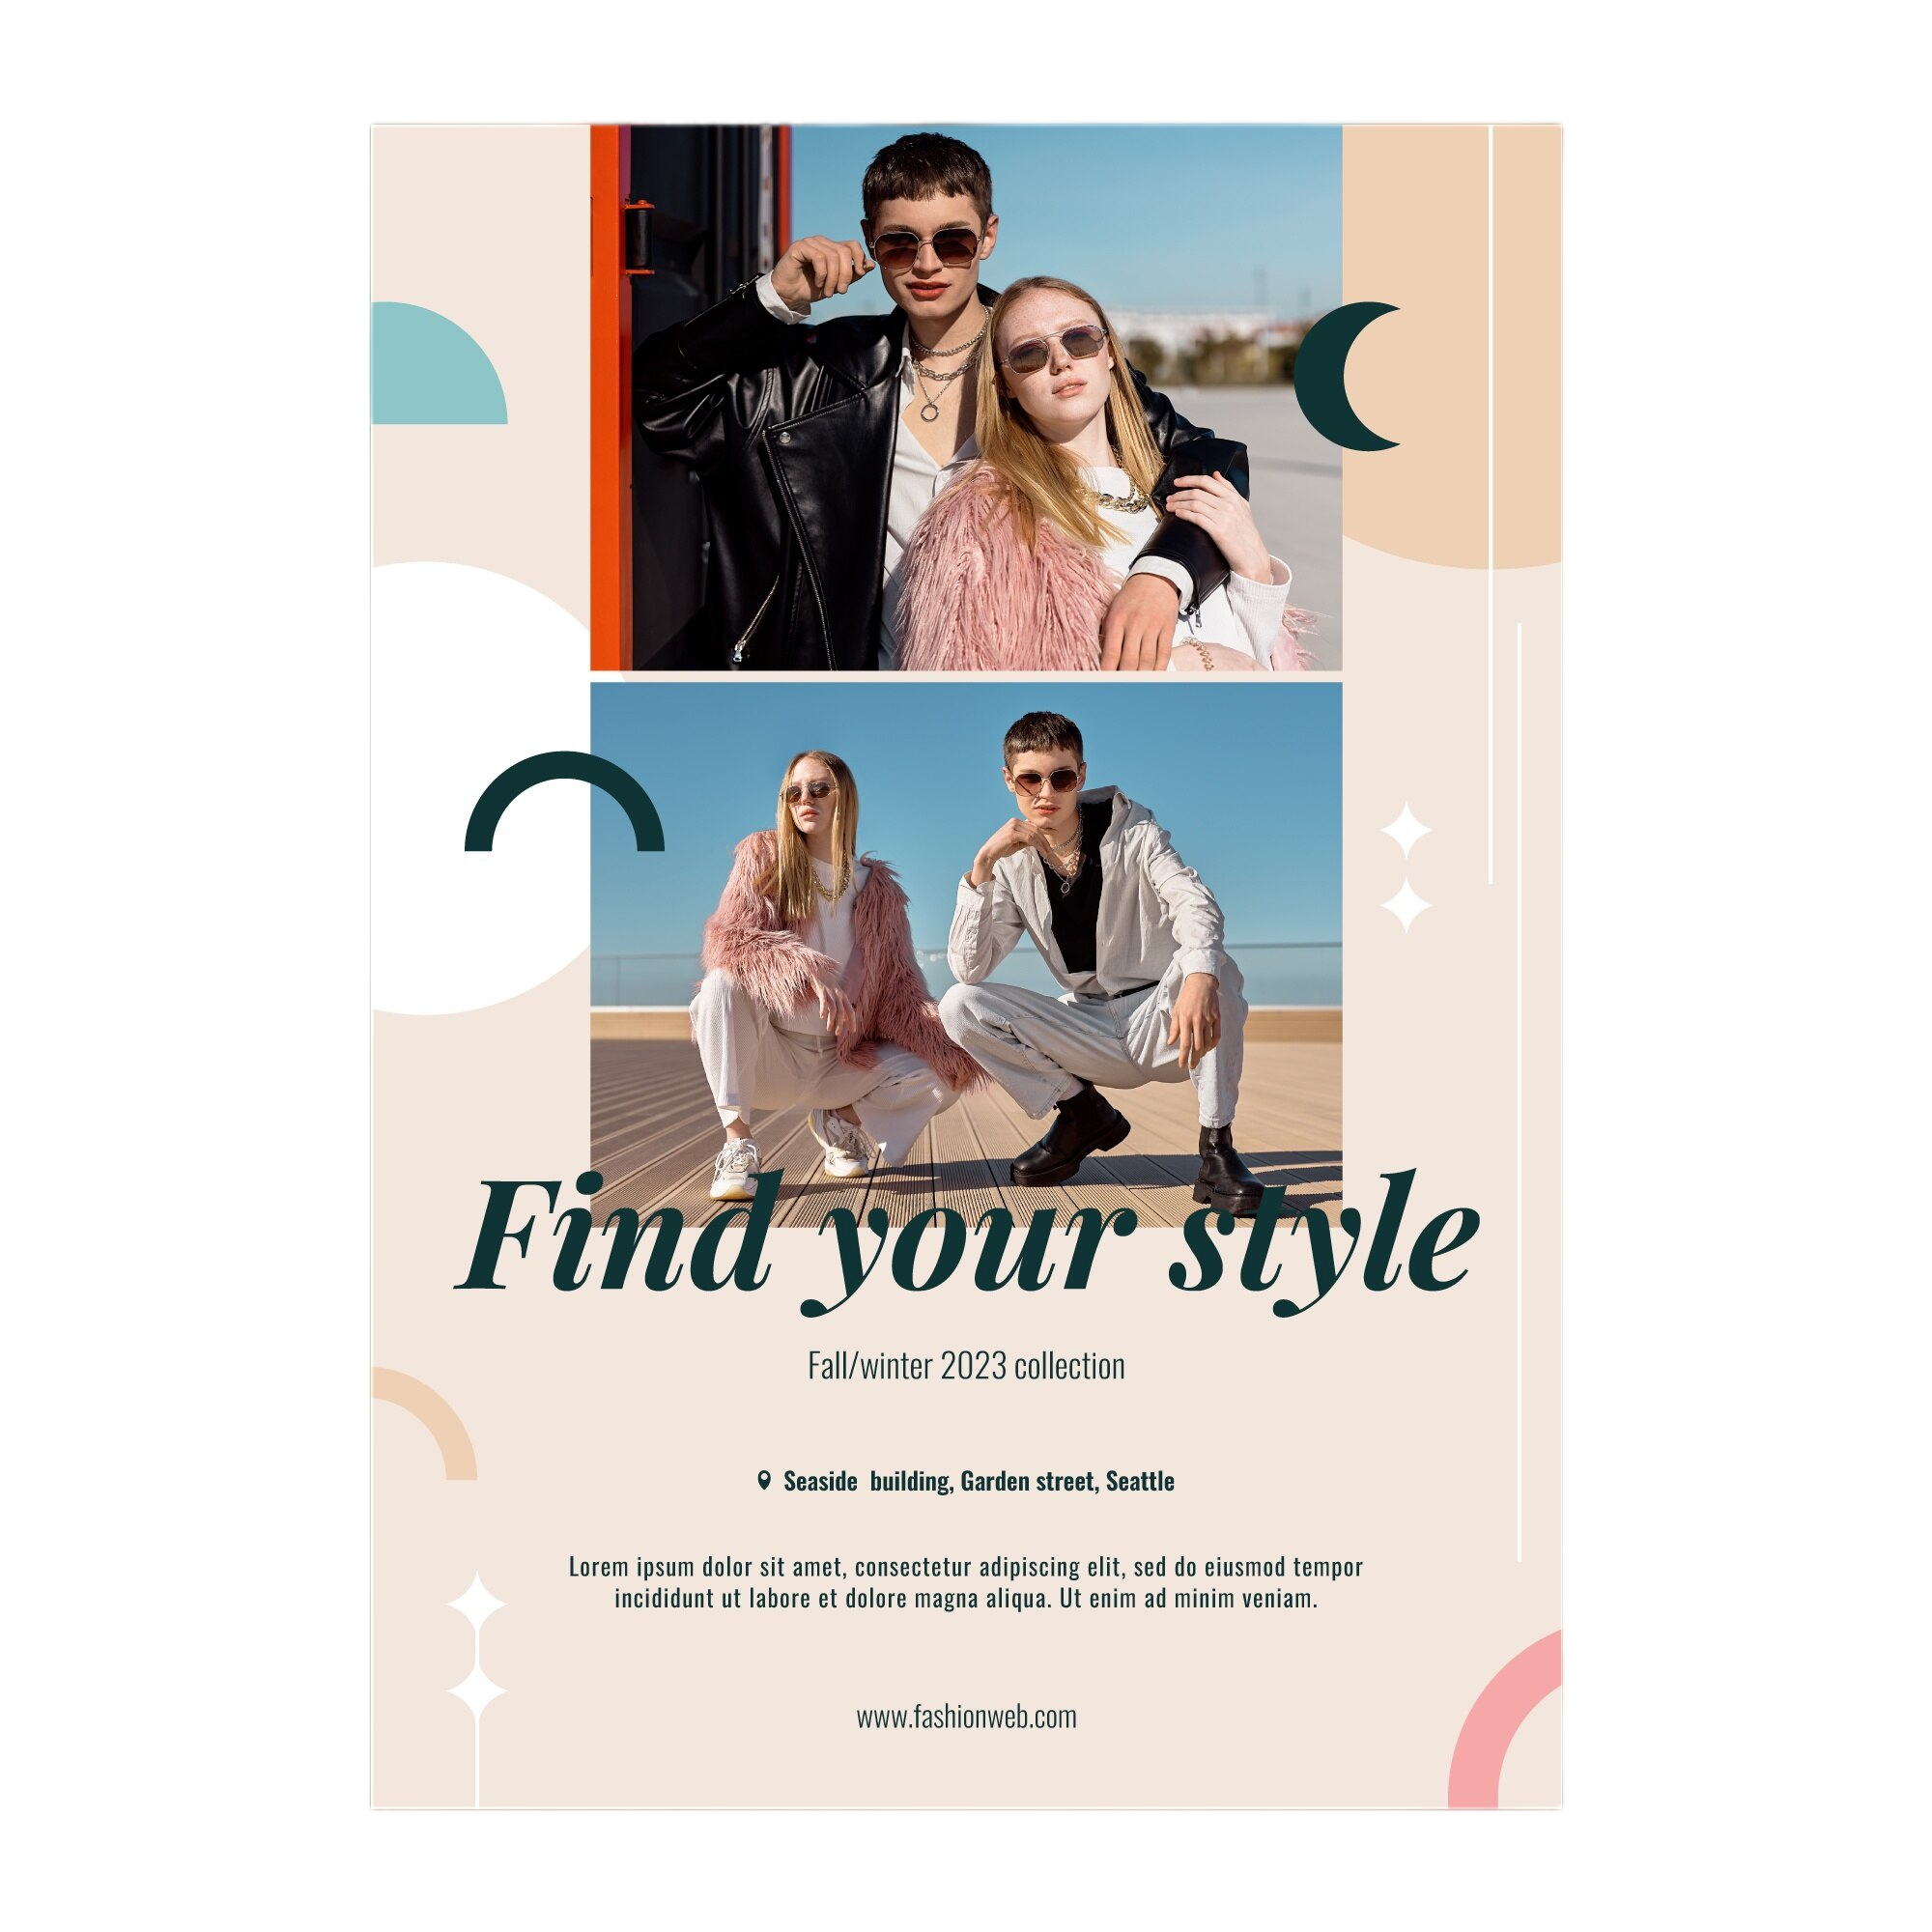 Find your style
Fall/winter 2023 collection
Seaside  building, Garden street, Seattle
Lorem ipsum dolor sit amet, consectetur adipiscing elit, sed do eiusmod tempor
incididunt ut labore et dolore magna aliqua. Ut enim ad minim veniam.
www.fashionweb.com